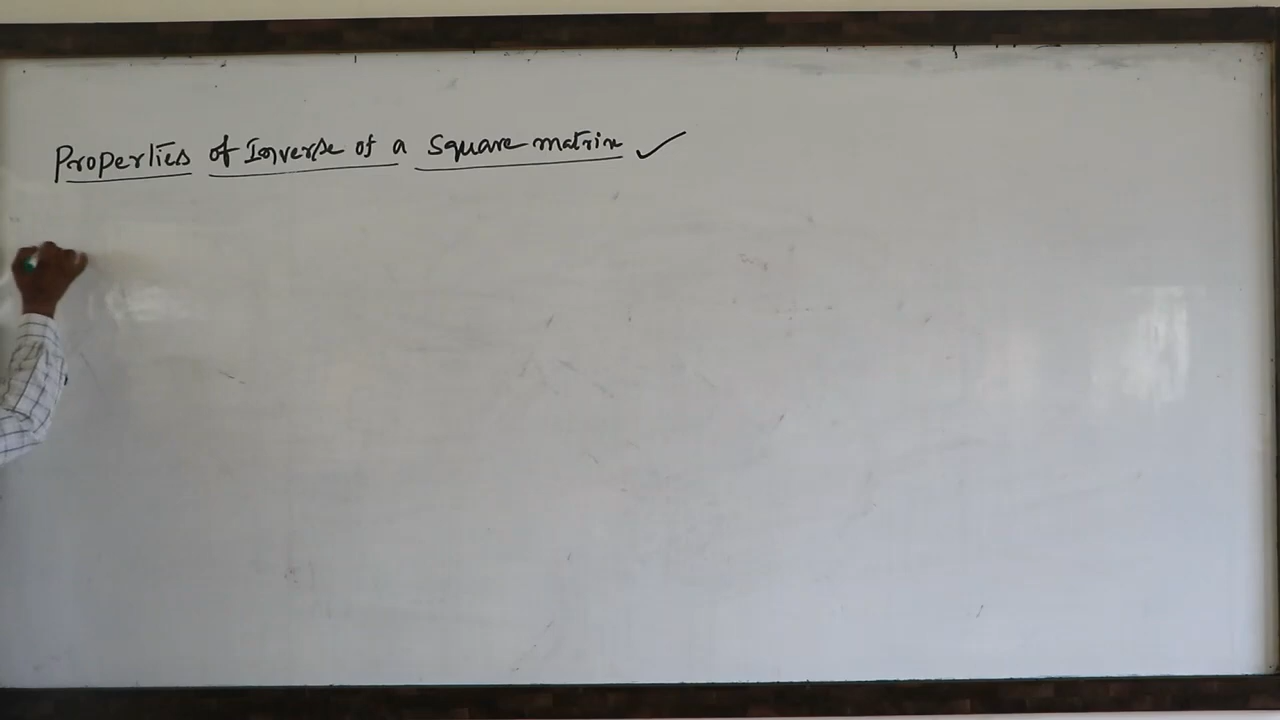 Properties of Inverse of a Square matrix ✓